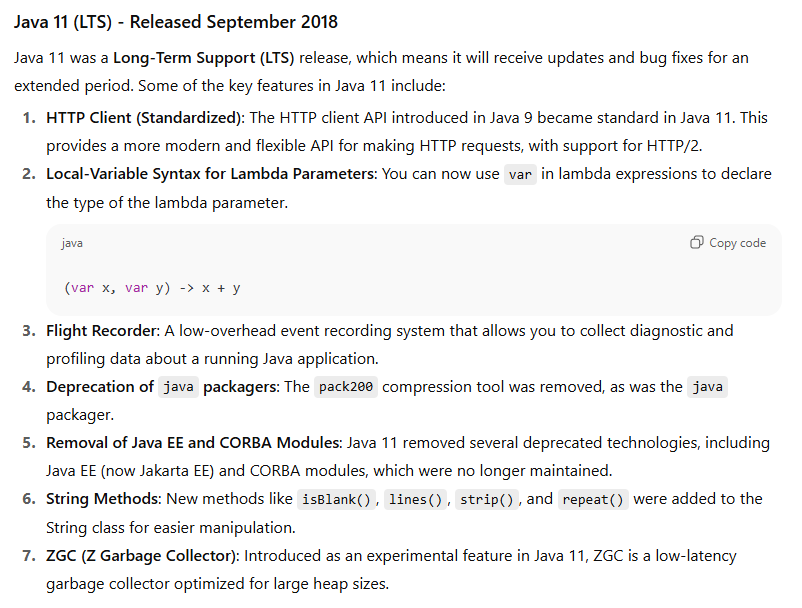 Java 11 (LTS) - Released September 2018
Java 11 was a Long-Term Support (LTS) release, which means it will receive updates and bug fixes for an
extended period. Some of the key features in Java 11 include:
1. HTTP Client (Standardized): The HTTP client API introduced in Java 9 became standard in Java 11. This
provides a more modern and flexible API for making HTTP requests, with support for HTTP/2.
2. Local-Variable Syntax for Lambda Parameters: You can now use var in lambda expressions to declare
the type of the lambda parameter.
java Copy code
(var x, var y) -> x + y
3. Flight Recorder: A low-overhead event recording system that allows you to collect diagnostic and
profiling data about a running Java application.
4. Deprecation of java packagers: The pack200 compression tool was removed, as was the java
packager.
5. Removal of Java EE and CORBA Modules: Java 11 removed several deprecated technologies, including
Java EE (now Jakarta EE) and CORBA modules, which were no longer maintained.
6. String Methods: New methods like isBlank(), lines(), strip(), and repeat() were added to the
String class for easier manipulation.
7. ZGC (Z Garbage Collector): Introduced as an experimental feature in Java 11, ZGC is a low-latency
garbage collector optimized for large heap sizes.